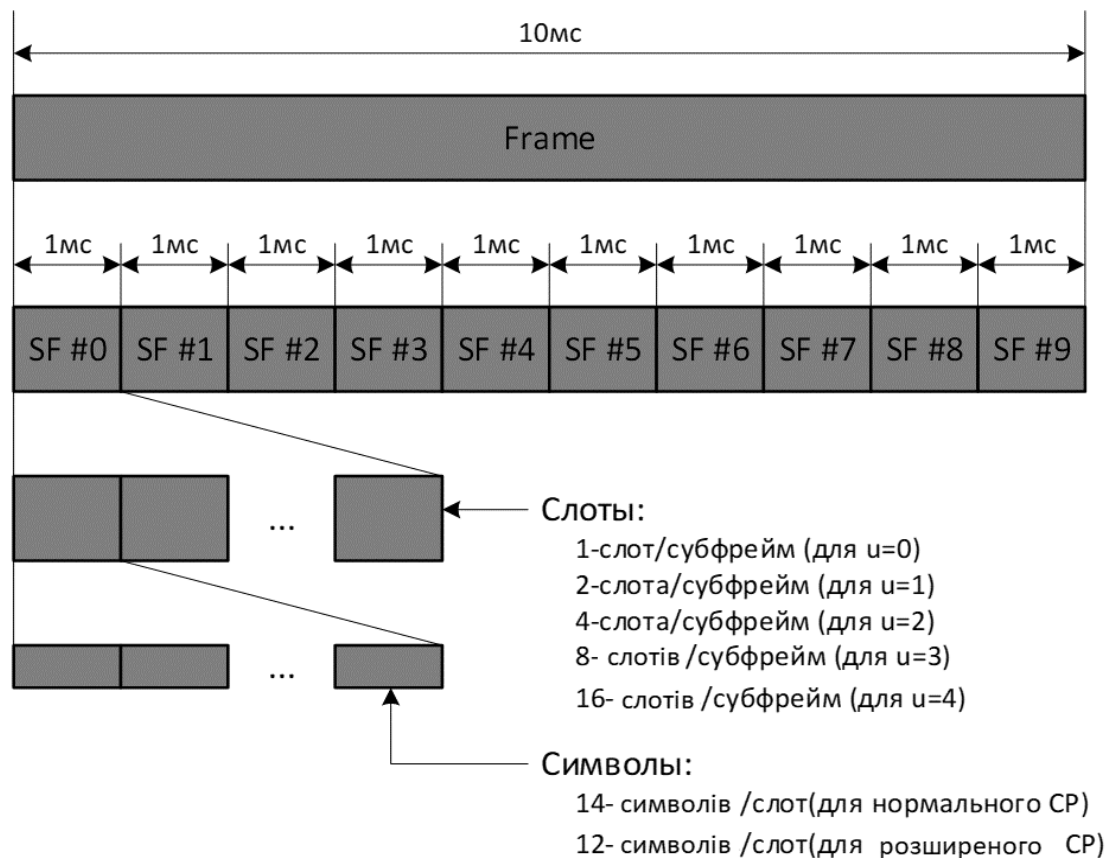 10мс
Frame
1мс 1мс 1мс 1мс 1мс 1мс 1мс 1мс 1мс 1мс
SF #0 SF #1 SF #2 SF #3 SF #4 SF #5 SF #6 SF #7 SF #8 SF #9
...
Слоты:
1-слот/субфрейм (для u=0)
2-слота/субфрейм (для u=1)
4-слота/субфрейм (для u=2)
8- слотів /субфрейм (для u=3)
16- слотів /субфрейм (для u=4)
...
Символы:
14- символів /слот(для нормального CP)
12- символів /слот(для розширеного CP)